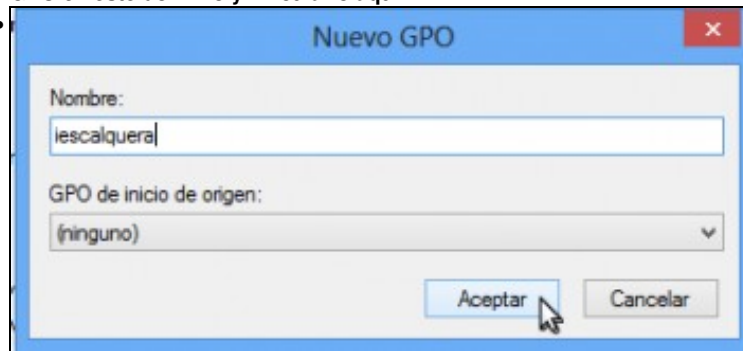 Nuevo GPO
Nombre:
iescalquera
GPO de inicio de origen:
(ninguno)
Aceptar
Cancelar